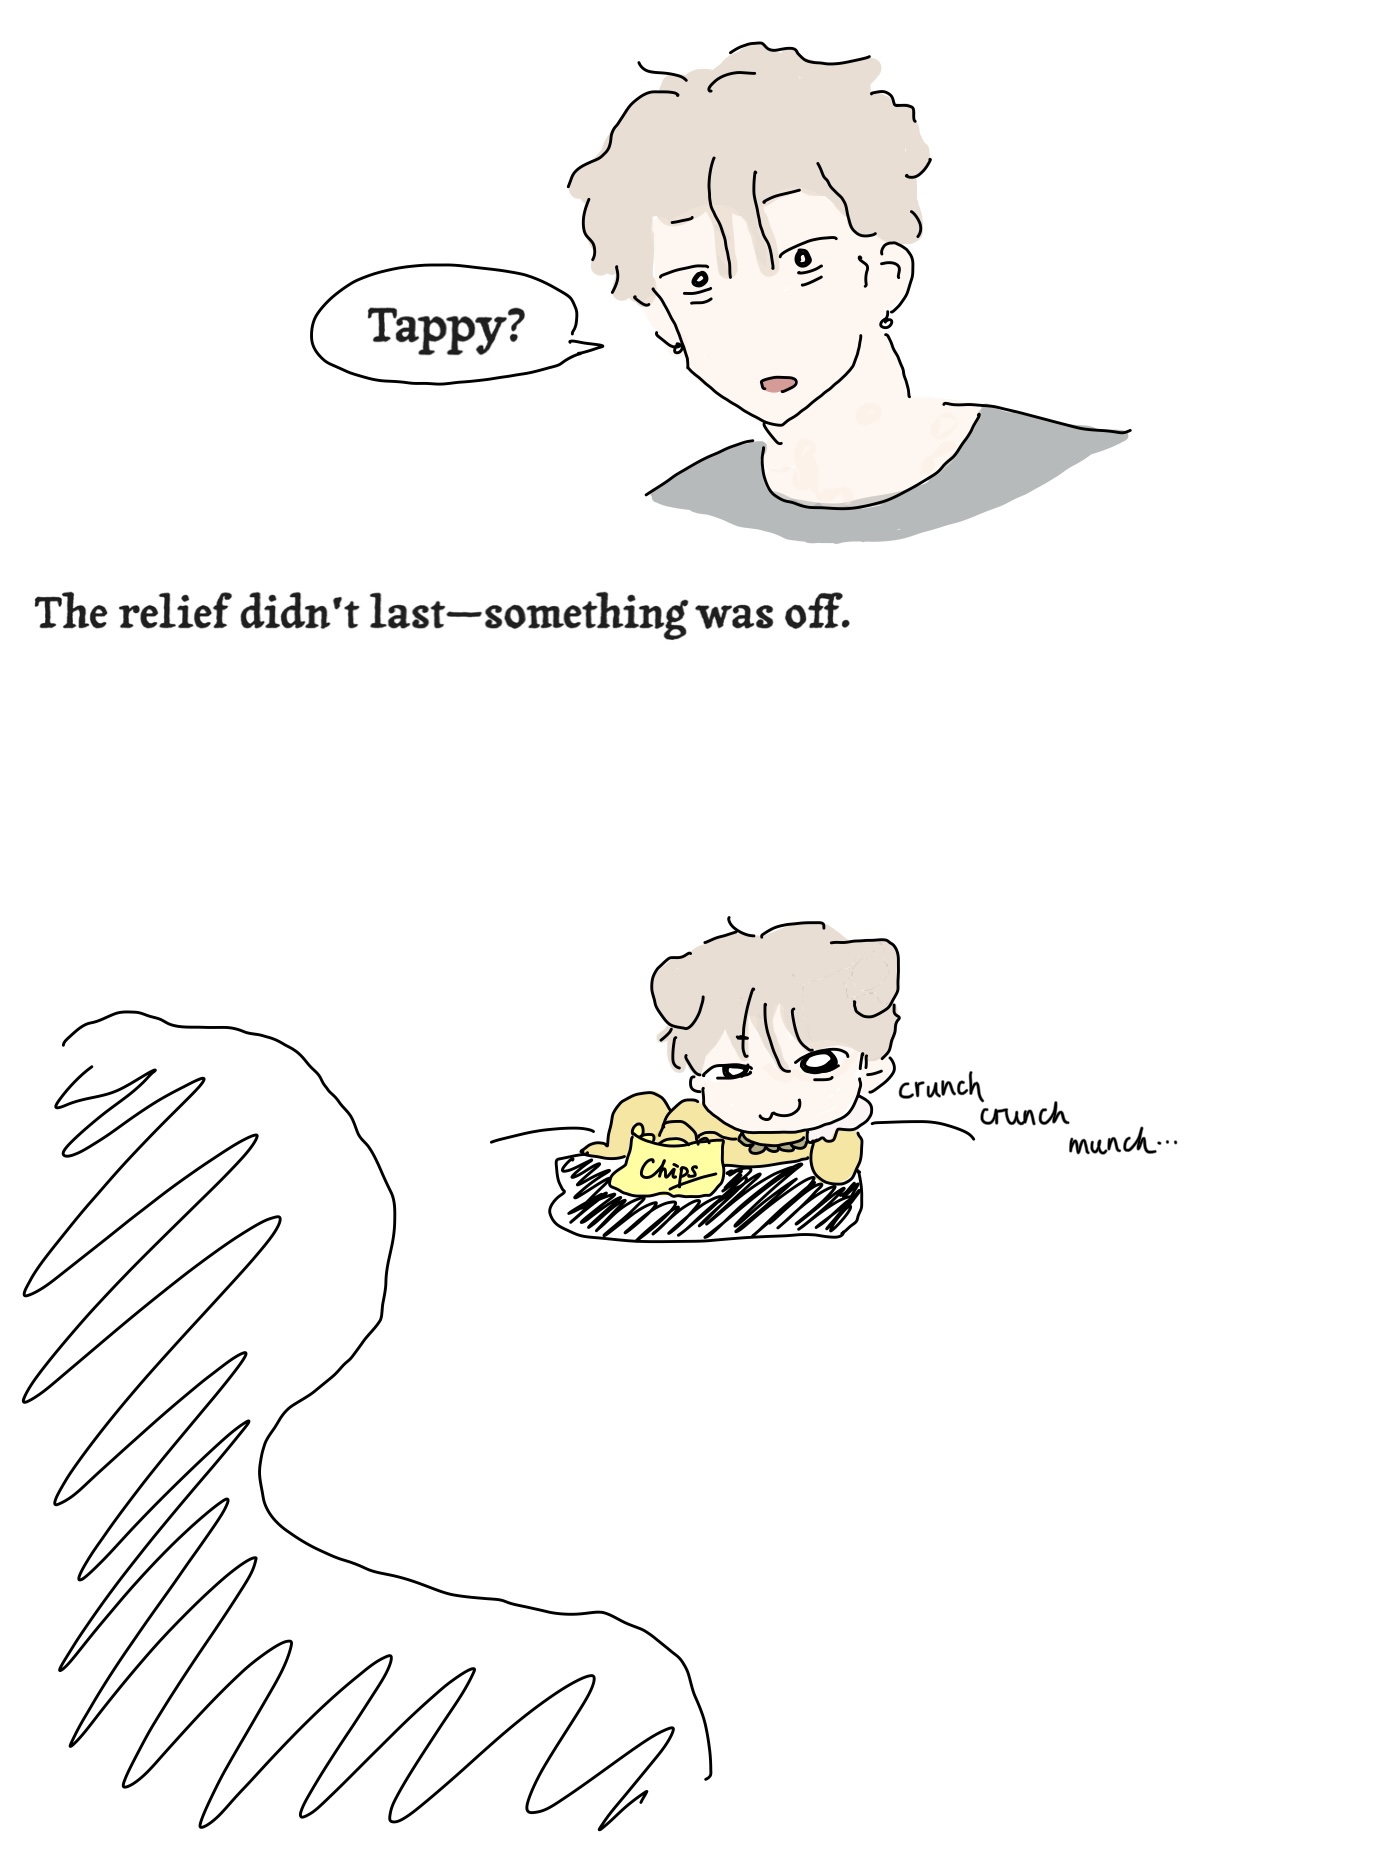 Tappy?
The relief didn't last—something was off.
crunch
crunch
munch...
Chips